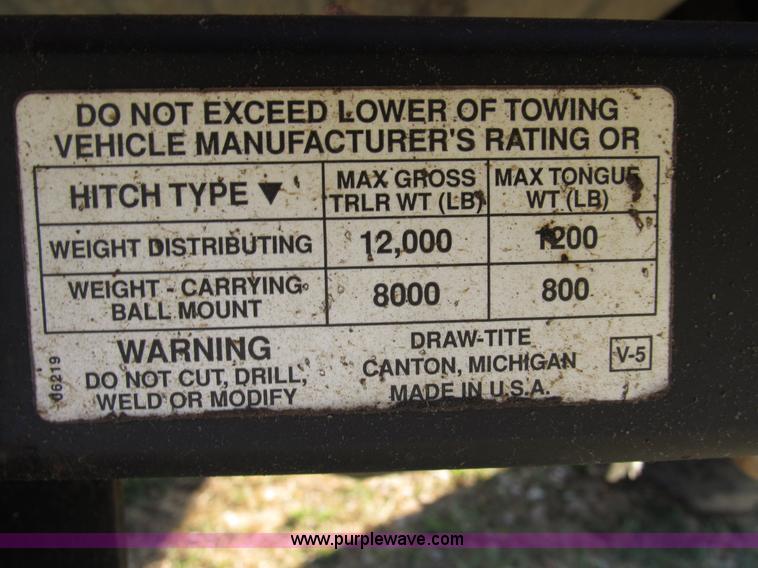 DO NOT EXCEED LOWER OF TOWING
VEHICLE MANUFACTURER'S RATING OR
HITCH TYPE ▼
MAX GROSS
TRLR WT (LB)
MAX TONGUE
WT (LB)
WEIGHT DISTRIBUTING
12,000
1200
WEIGHT - CARRYING
BALL MOUNT
8000
800
WARNING
DO NOT CUT, DRILL,
WELD OR MODIFY
DRAW-TITE
CANTON, MICHIGAN
MADE IN U.S.A.
V-5
06219
www.purplewave.com